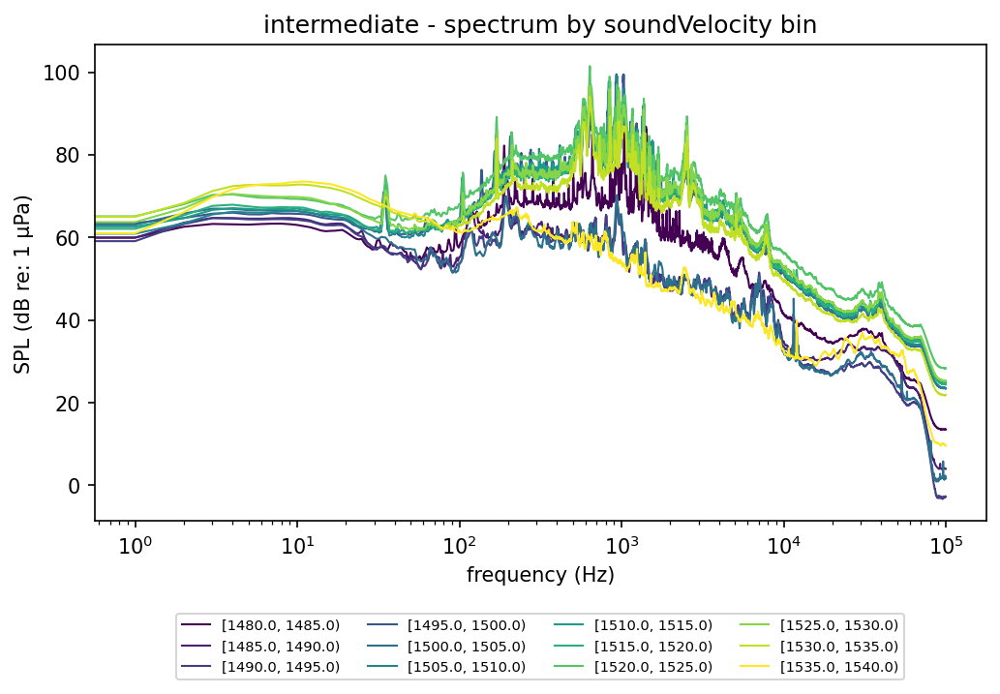 intermediate - spectrum by soundVelocity bin
SPL (dB re: 1 µPa)
100
80
60
40
20
0
10⁰ 10¹ 10² 10³ 10⁴ 10⁵
frequency (Hz)
[1480.0, 1485.0) [1495.0, 1500.0) [1510.0, 1515.0) [1525.0, 1530.0)
[1485.0, 1490.0) [1500.0, 1505.0) [1515.0, 1520.0) [1530.0, 1535.0)
[1490.0, 1495.0) [1505.0, 1510.0) [1520.0, 1525.0) [1535.0, 1540.0)